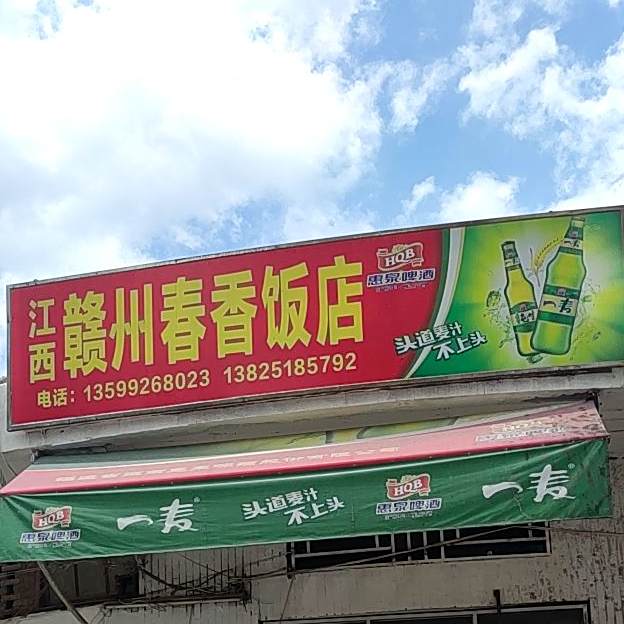 江西
赣州春香饭店
电话：13599268023 13825185792
HQB
惠泉啤酒
头道麦汁
不上头
一麦
HQB
惠泉啤酒
一麦
头道麦汁
不上头
HQB
惠泉啤酒
一麦